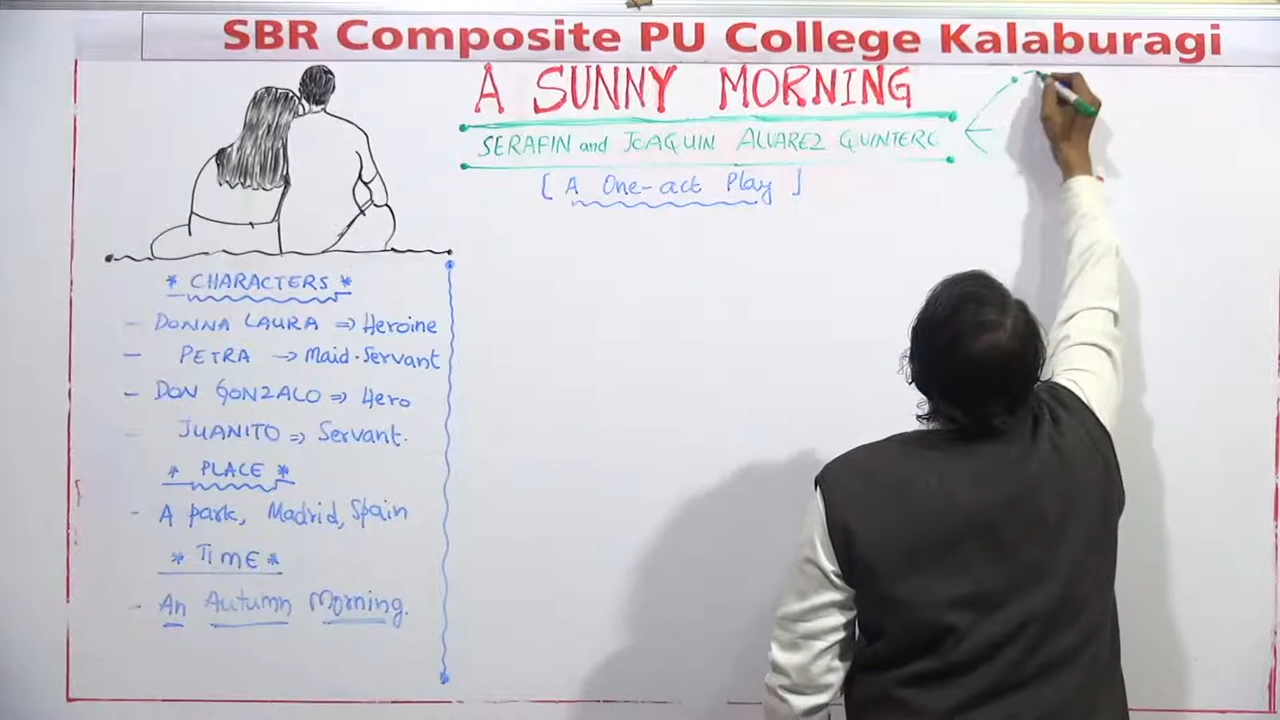 SBR Composite PU College Kalaburagi
A SUNNY MORNING
SERAFIN and JOAQUIN ALVAREZ QUINTERO
[ A One-act Play ]
* CHARACTERS *
- DONNA LAURA => Heroine
- PETRA -> Maid-Servant
- DON GONZALO => Hero
- JUANITO => Servant.
* PLACE *
- A park, Madrid, Spain
* TIME *
- An Autumn Morning.